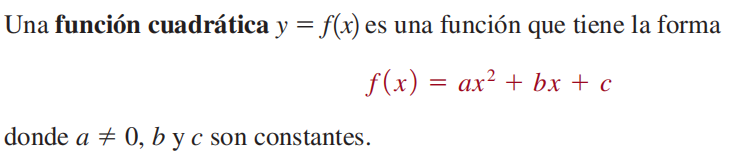 Una función cuadrática y = f(x) es una función que tiene la forma
f(x) = ax² + bx + c
donde a ≠ 0, b y c son constantes.